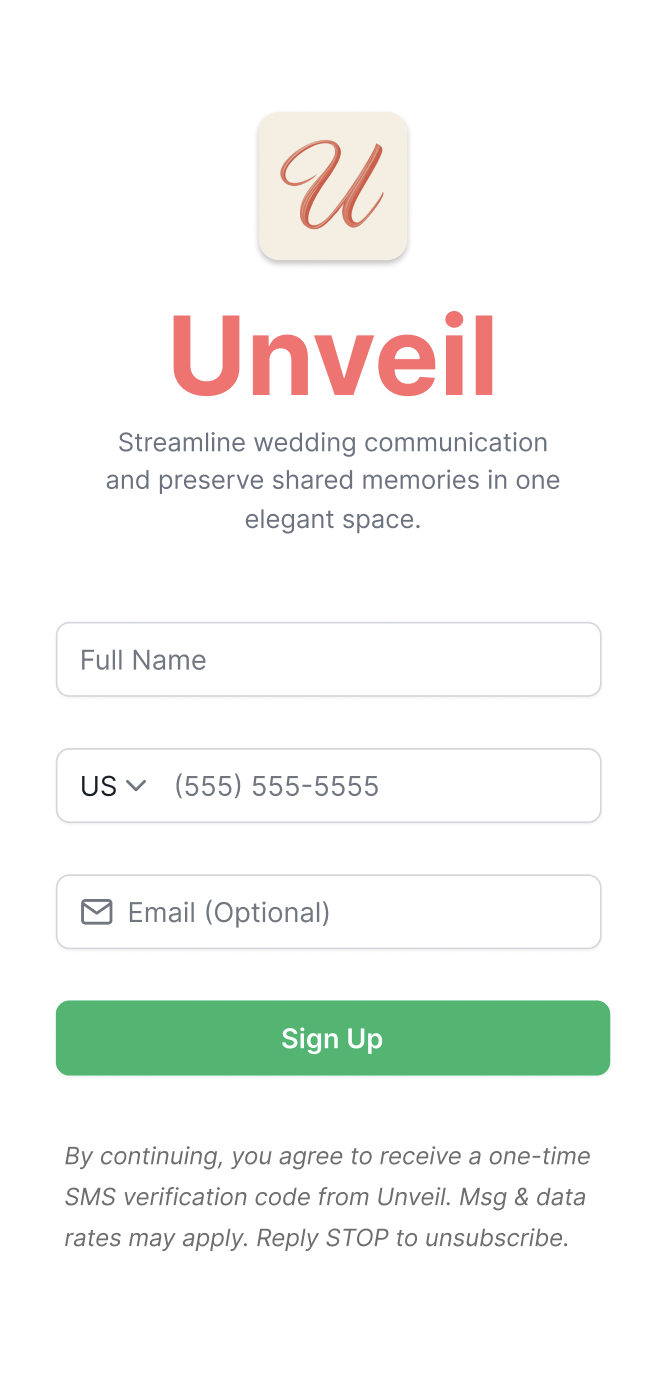 U
Unveil
Streamline wedding communication
and preserve shared memories in one
elegant space.
Full Name
US (555) 555-5555
Email (Optional)
Sign Up
By continuing, you agree to receive a one-time
SMS verification code from Unveil. Msg & data
rates may apply. Reply STOP to unsubscribe.